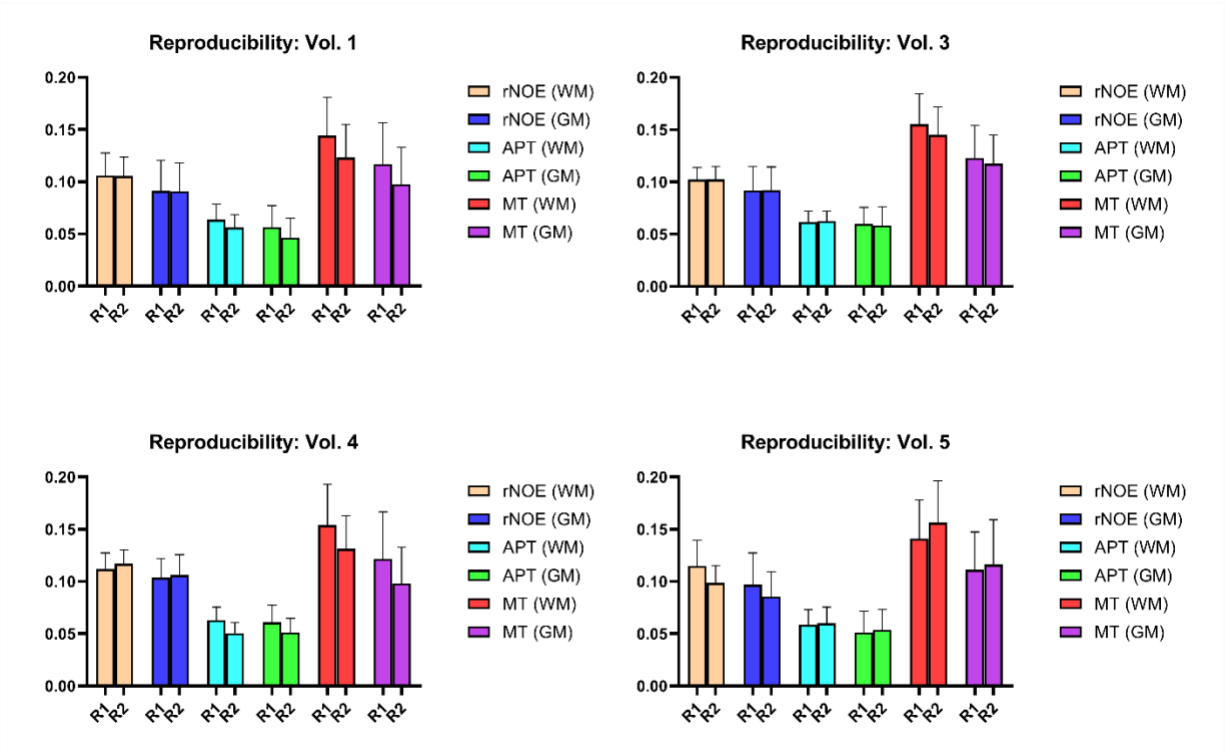 Reproducibility: Vol. 1
0.20
0.15
0.10
0.05
0.00
R1 R2 R1 R2 R1 R2 R1 R2 R1 R2 R1 R2
rNOE (WM)
rNOE (GM)
APT (WM)
APT (GM)
MT (WM)
MT (GM)
Reproducibility: Vol. 3
0.20
0.15
0.10
0.05
0.00
R1 R2 R1 R2 R1 R2 R1 R2 R1 R2 R1 R2
rNOE (WM)
rNOE (GM)
APT (WM)
APT (GM)
MT (WM)
MT (GM)
Reproducibility: Vol. 4
0.20
0.15
0.10
0.05
0.00
R1 R2 R1 R2 R1 R2 R1 R2 R1 R2 R1 R2
rNOE (WM)
rNOE (GM)
APT (WM)
APT (GM)
MT (WM)
MT (GM)
Reproducibility: Vol. 5
0.20
0.15
0.10
0.05
0.00
R1 R2 R1 R2 R1 R2 R1 R2 R1 R2 R1 R2
rNOE (WM)
rNOE (GM)
APT (WM)
APT (GM)
MT (WM)
MT (GM)